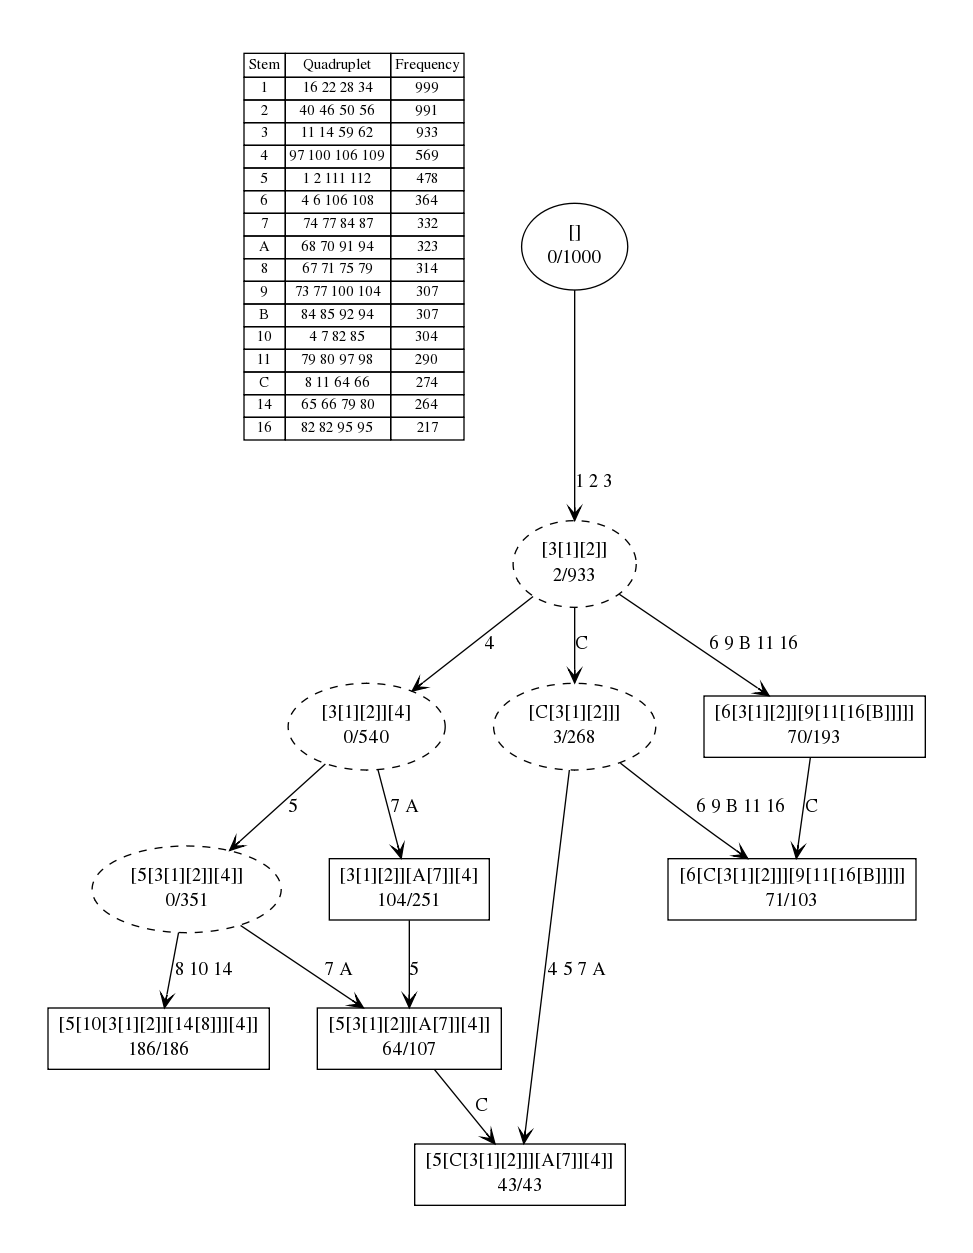 Stem Quadruplet Frequency
1 16 22 28 34 999
2 40 46 50 56 991
3 11 14 59 62 933
4 97 100 106 109 569
5 1 2 111 112 478
6 4 6 106 108 364
7 74 77 84 87 332
A 68 70 91 94 323
8 67 71 75 79 314
9 73 77 100 104 307
B 84 85 92 94 307
10 4 7 82 85 304
11 79 80 97 98 290
C 8 11 64 66 274
14 65 66 79 80 264
16 82 82 95 95 217
[]
0/1000
1 2 3
[3[1][2]]
2/933
4
C
6 9 B 11 16
[3[1][2]][4]
0/540
[C[3[1][2]]]
3/268
[6[3[1][2]][9[11[16[B]]]]]
70/193
5
7 A
6 9 B 11 16
C
[5[3[1][2]][4]]
0/351
[3[1][2]][A[7]][4]
104/251
[6[C[3[1][2]]][9[11[16[B]]]]]
71/103
8 10 14
7 A
5
4 5 7 A
[5[10[3[1][2]][14[8]]][4]]
186/186
[5[3[1][2]][A[7]][4]]
64/107
C
[5[C[3[1][2]]][A[7]][4]]
43/43